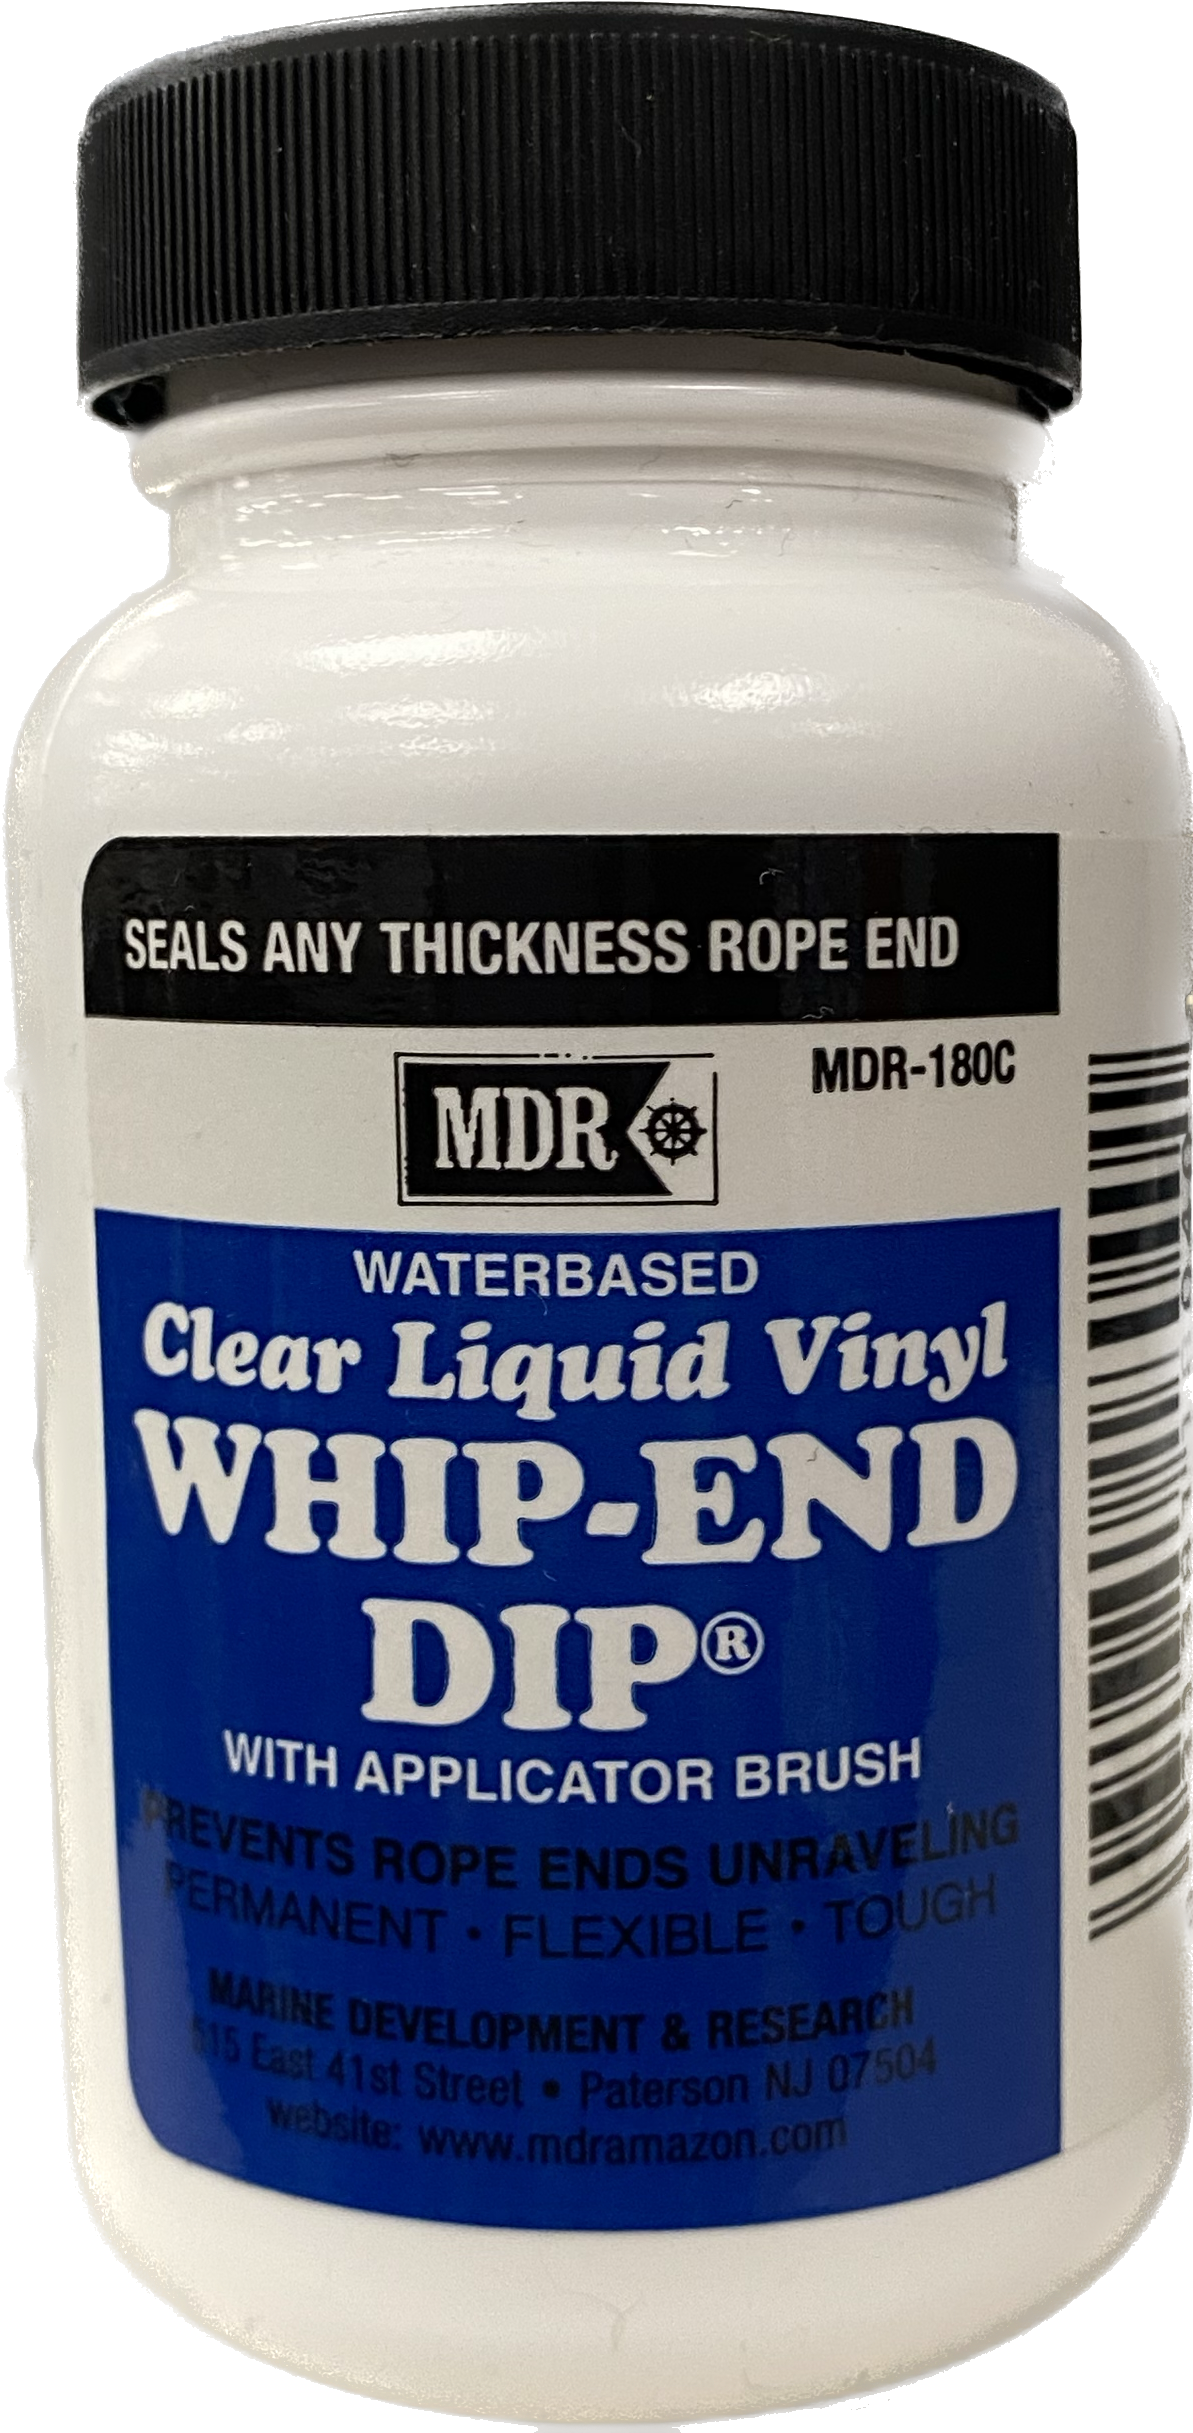 SEALS ANY THICKNESS ROPE END
MDR
MDR-180C
WATERBASED
Clear Liquid Vinyl
WHIP-END
DIP®
WITH APPLICATOR BRUSH
PREVENTS ROPE ENDS UNRAVELING
PERMANENT • FLEXIBLE • TOUGH
MARINE DEVELOPMENT & RESEARCH
515 East 41st Street • Paterson NJ 07504
website: www.mdramazon.com